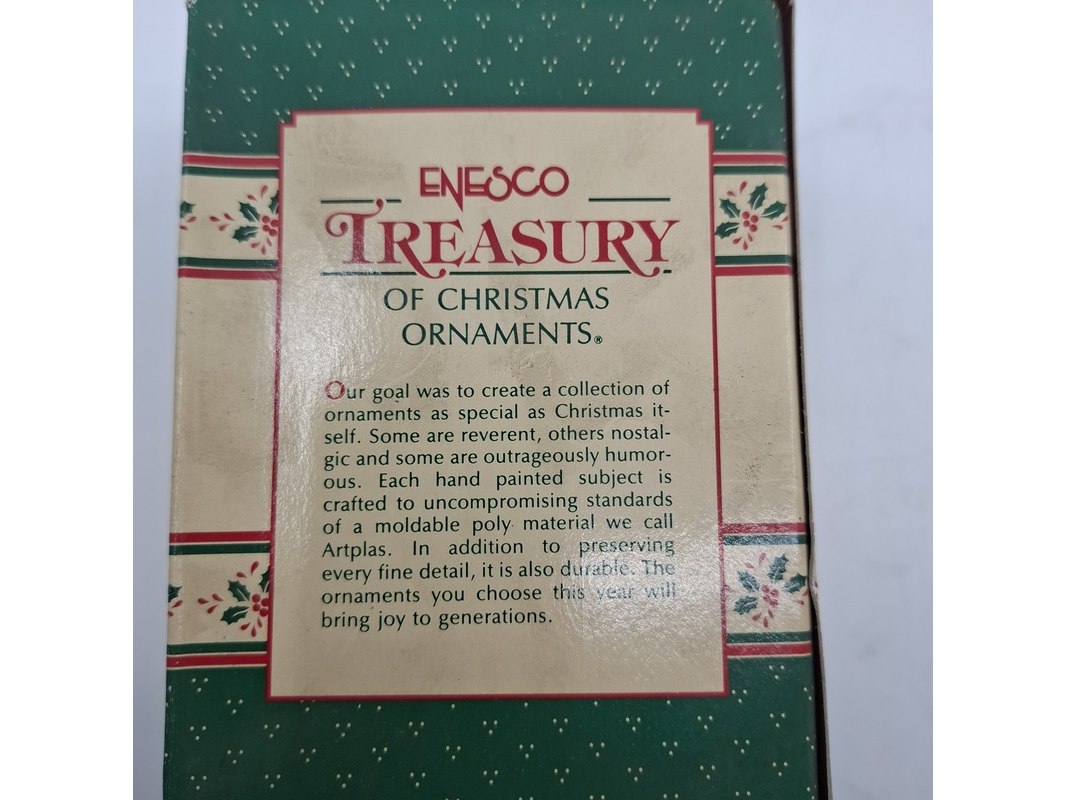 ENESCO
TREASURY
OF CHRISTMAS
ORNAMENTS®
Our goal was to create a collection of
ornaments as special as Christmas it-
self. Some are reverent, others nostal-
gic and some are outrageously humor-
ous. Each hand painted subject is
crafted to uncompromising standards
of a moldable poly material we call
Artplas. In addition to preserving
every fine detail, it is also durable. The
ornaments you choose this year will
bring joy to generations.